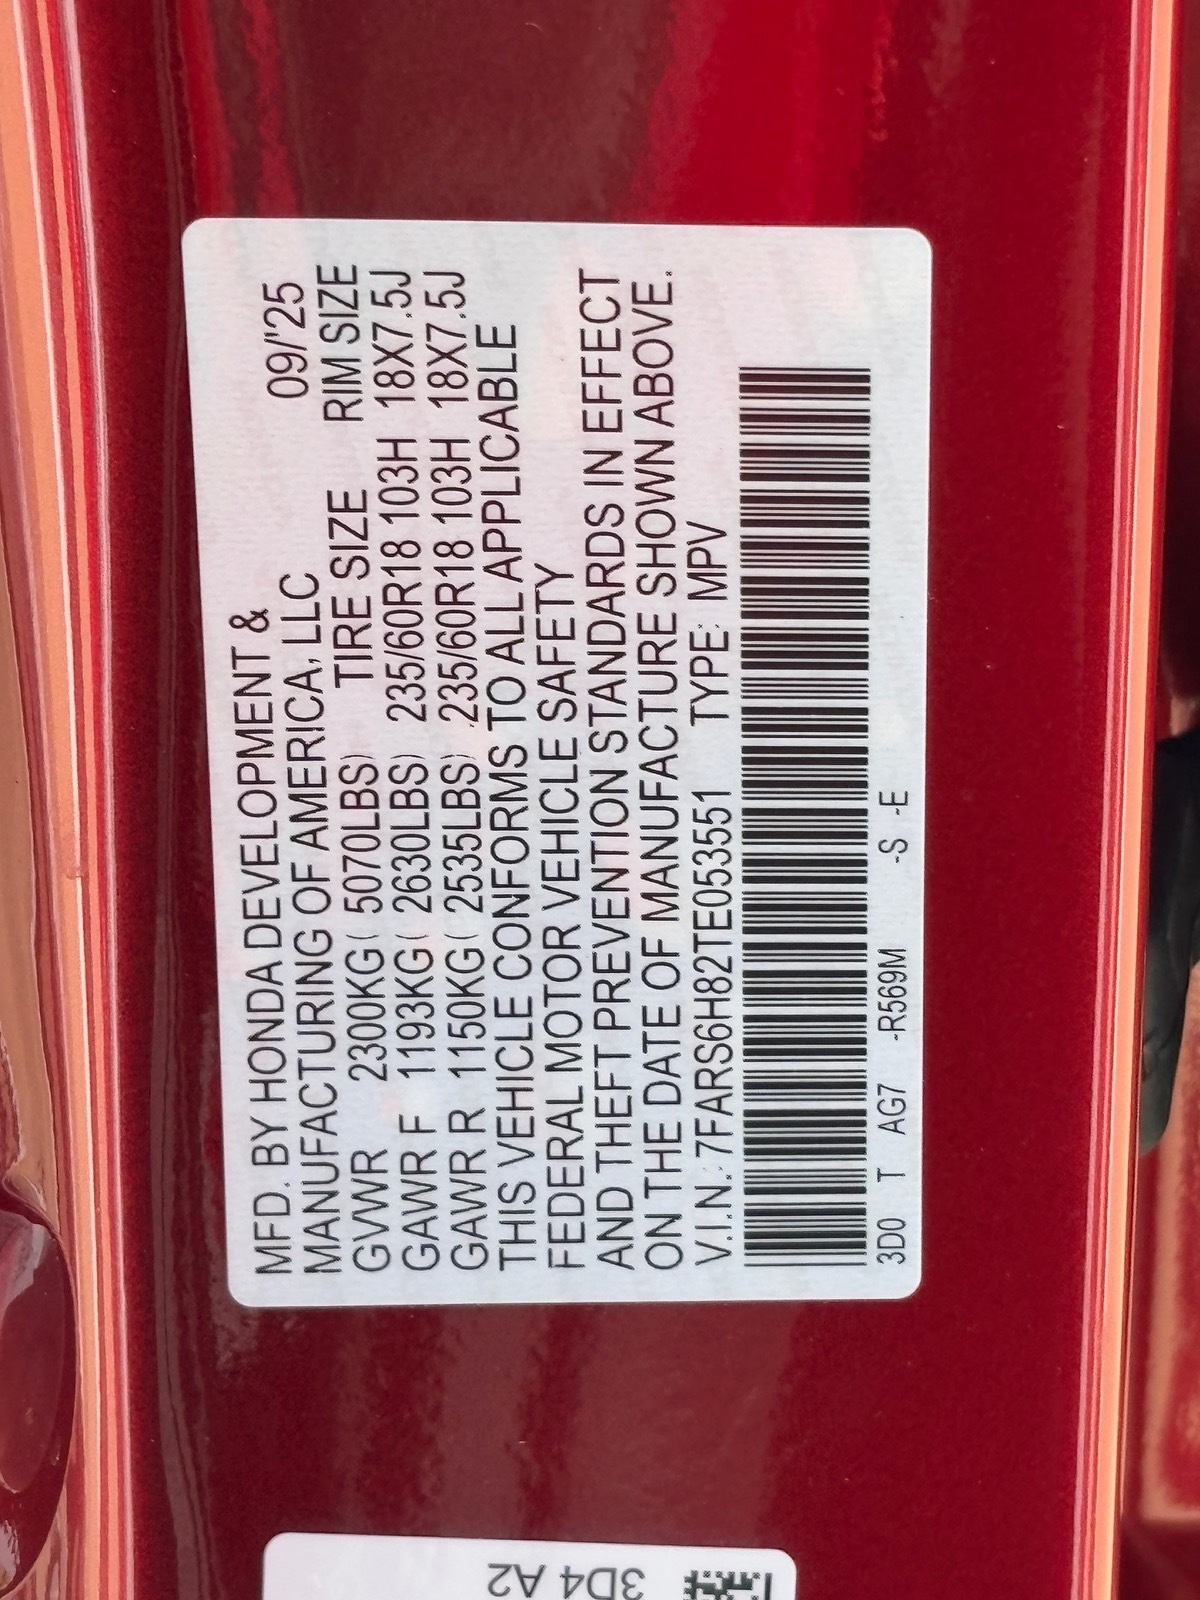 MFD. BY HONDA DEVELOPMENT &
MANUFACTURING OF AMERICA, LLC 09/'25
GVWR 2300KG( 5070LBS) TIRE SIZE RIM SIZE
GAWR F 1193KG( 2630LBS) 235/60R18 103H 18X7.5J
GAWR R 1150KG( 2535LBS) 235/60R18 103H 18X7.5J
THIS VEHICLE CONFORMS TO ALL APPLICABLE
FEDERAL MOTOR VEHICLE SAFETY
AND THEFT PREVENTION STANDARDS IN EFFECT
ON THE DATE OF MANUFACTURE SHOWN ABOVE.
V.I.N.: 7FARS6H82TE053551 TYPE: MPV
3D0 T AG7 -R569M -S -E
3D4 A2